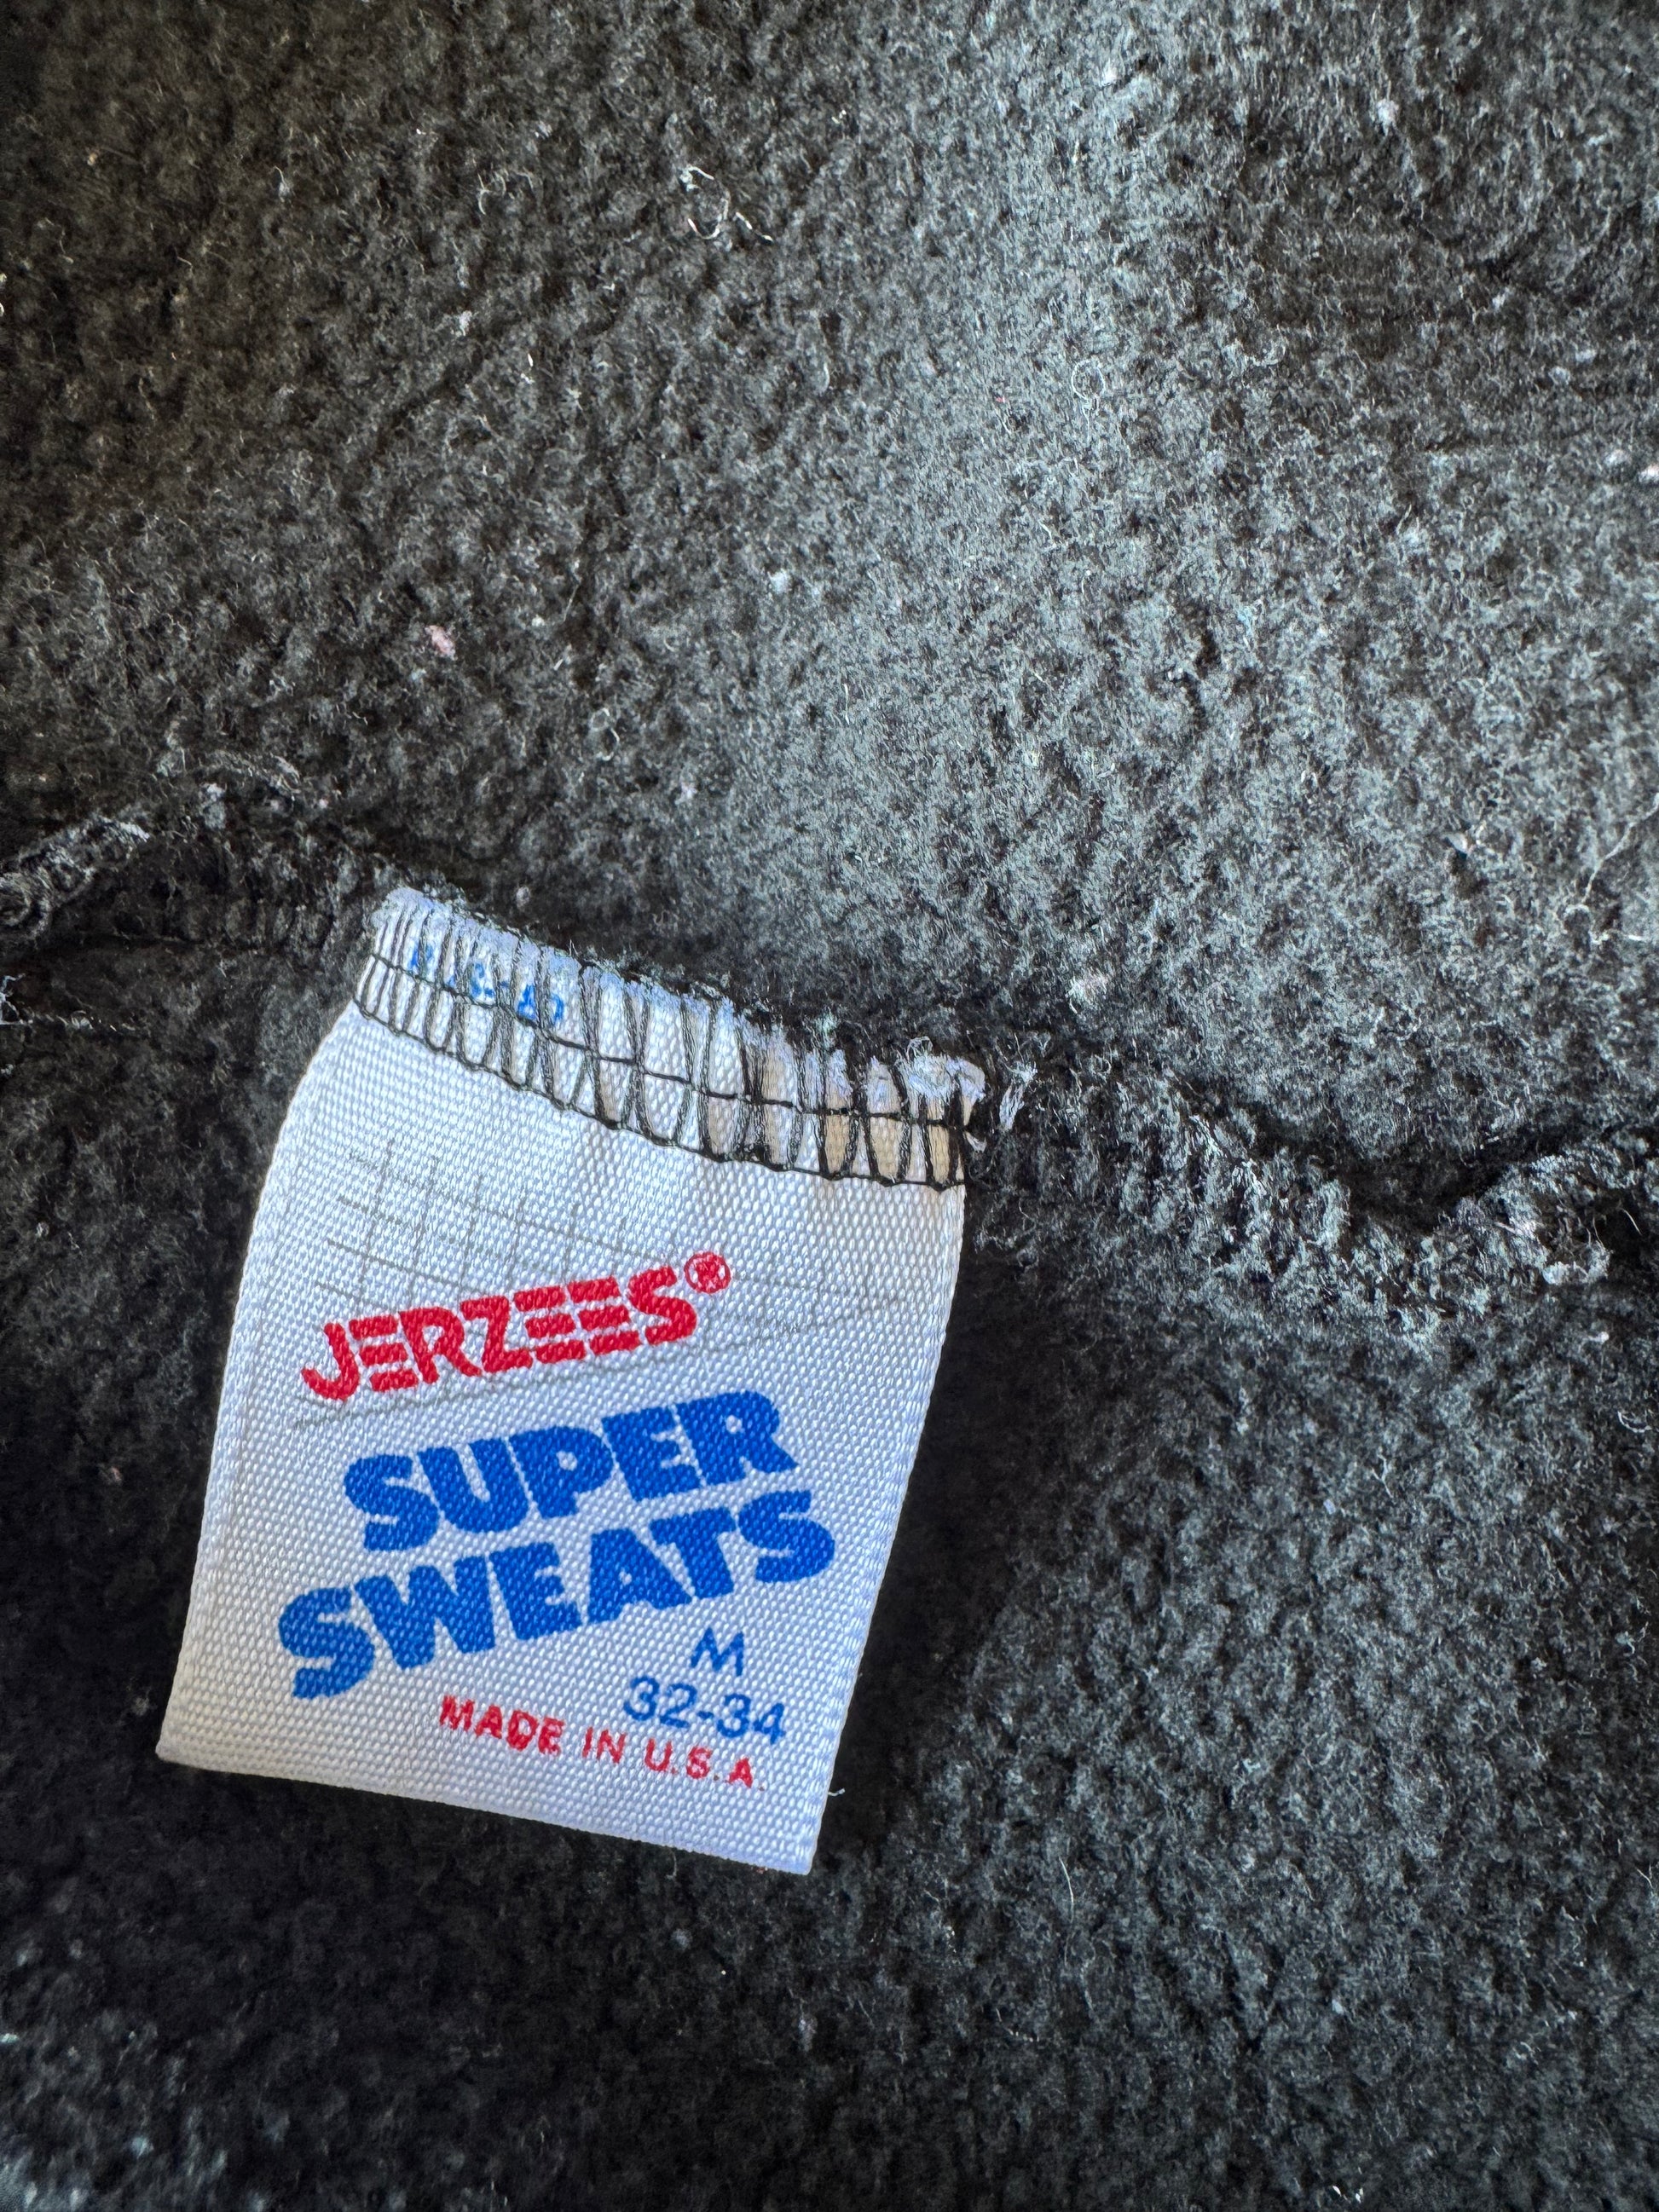 JERZEES®
SUPER
SWEATS
M
32-34
MADE IN U.S.A.